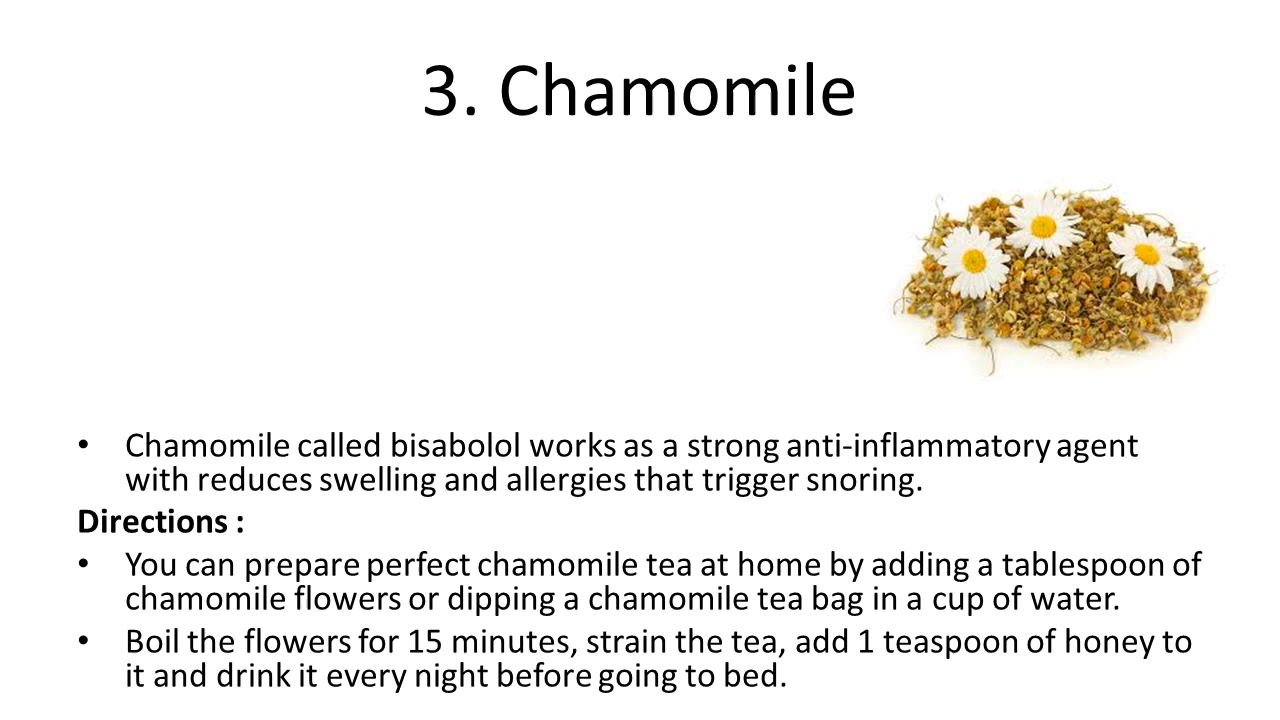 3. Chamomile
• Chamomile called bisabolol works as a strong anti-inflammatory agent
with reduces swelling and allergies that trigger snoring.
Directions :
• You can prepare perfect chamomile tea at home by adding a tablespoon of
chamomile flowers or dipping a chamomile tea bag in a cup of water.
• Boil the flowers for 15 minutes, strain the tea, add 1 teaspoon of honey to
it and drink it every night before going to bed.